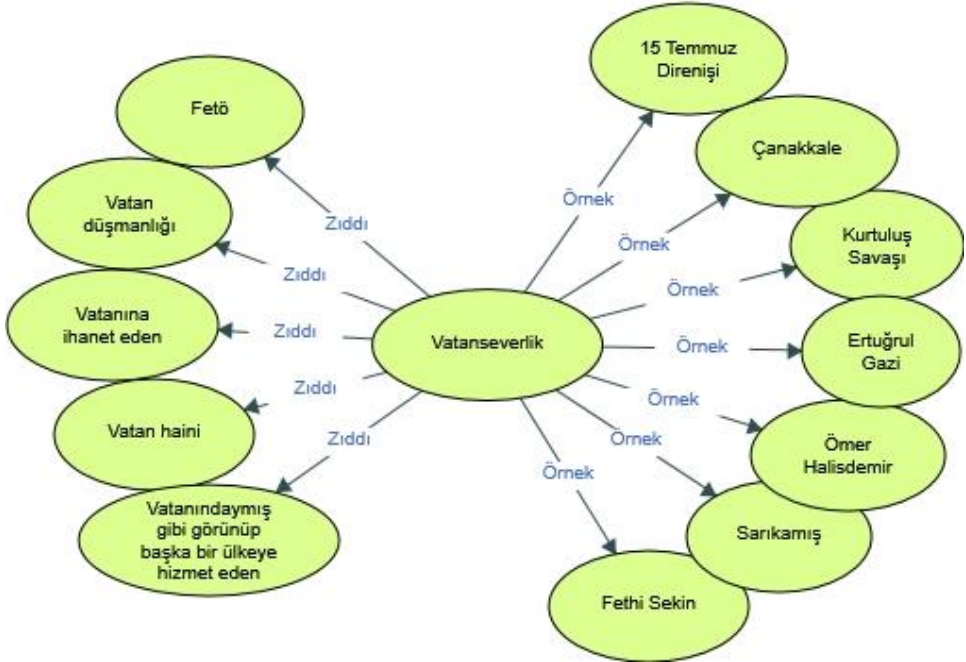 15 Temmuz
Direnişi
Fetö
Çanakkale
Vatan
düşmanlığı
Kurtuluş
Savaşı
Vatanına
ihanet eden
Vatanseverlik
Ertuğrul
Gazi
Vatan haini
Ömer
Halisdemir
Vatanındaymış
gibi görünüp
başka bir ülkeye
hizmet eden
Sarıkamış
Fethi Sekin
Zıddı
Zıddı
Zıddı
Zıddı
Zıddı
Örnek
Örnek
Örnek
Örnek
Örnek
Örnek
Örnek